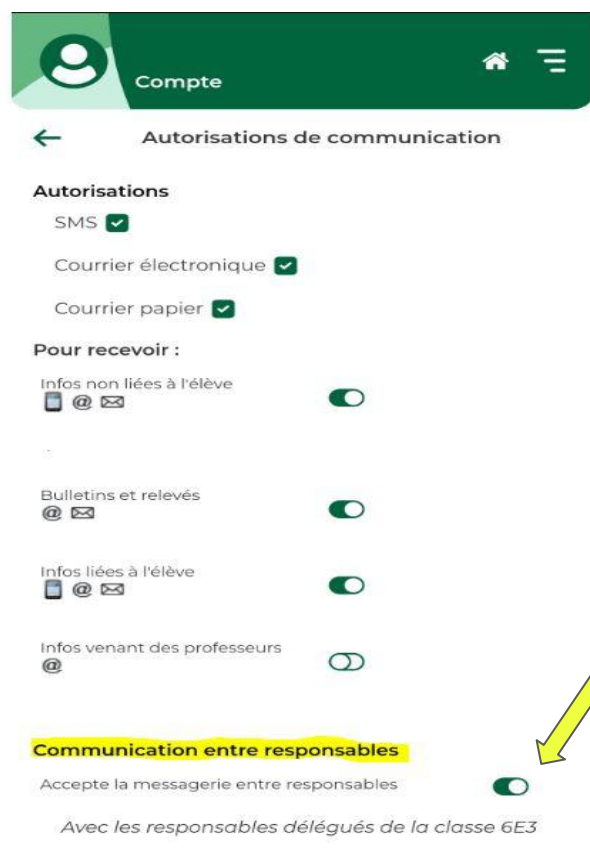 Compte
Autorisations de communication
Autorisations
SMS
Courrier électronique
Courrier papier
Pour recevoir :
Infos non liées à l'élève
@
Bulletins et relevés
@
Infos liées à l'élève
@
Infos venant des professeurs
@
Communication entre responsables
Accepte la messagerie entre responsables
Avec les responsables délégués de la classe 6E3